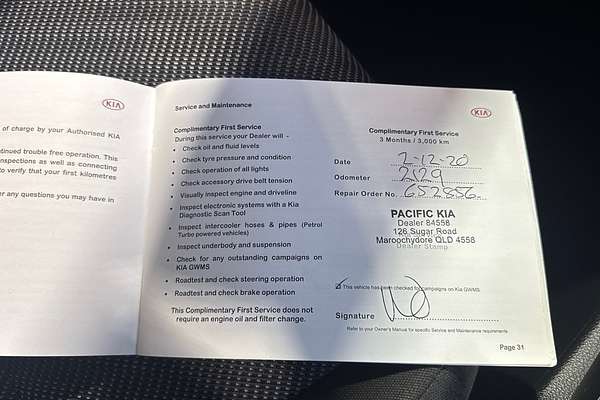 KIA
of charge by your Authorised KIA
ntinued trouble free operation. This
inspections as well as connecting
to verify that your first kilometres
er any questions you may have in
Service and Maintenance
KIA
Complimentary First Service
During this service your Dealer will -
• Check oil and fluid levels
• Check tyre pressure and condition
• Check operation of all lights
• Check accessory drive belt tension
• Visually inspect engine and driveline
• Inspect electronic systems with a Kia
Diagnostic Scan Tool
• Inspect intercooler hoses & pipes (Petrol
Turbo powered vehicles)
• Inspect underbody and suspension
• Check for any outstanding campaigns on
KIA GWMS
• Roadtest and check steering operation
• Roadtest and check brake operation
This Complimentary First Service does not
require an engine oil and filter change.
Complimentary First Service
3 Months / 3,000 km
Date 2-12-20
Odometer 2129
Repair Order No. 652856
PACIFIC KIA
Dealer 84558
126 Sugar Road
Maroochydore QLD 4558
Dealer Stamp
This vehicle has been checked for campaigns on Kia GWMS
Signature
Refer to your Owner's Manual for specific Service and Maintenance requirements
Page 31